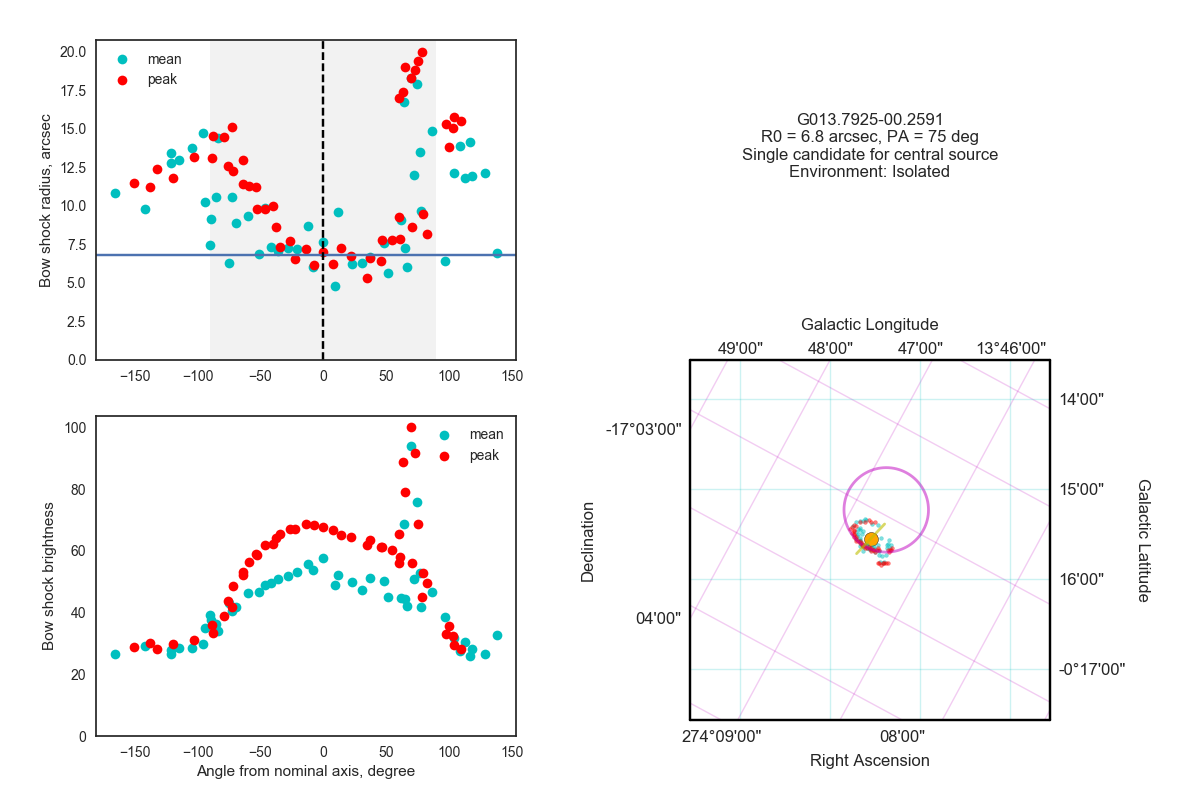 20.0
17.5
15.0
12.5
10.0
7.5
5.0
2.5
0.0
Bow shock radius, arcsec
mean
peak
−150
−100
−50
0
50
100
150
G013.7925-00.2591
R0 = 6.8 arcsec, PA = 75 deg
Single candidate for central source
Environment: Isolated
100
80
60
40
20
0
Bow shock brightness
mean
peak
−150
−100
−50
0
50
100
150
Angle from nominal axis, degree
Galactic Longitude
49'00"
48'00"
47'00"
13°46'00"
14'00"
15'00"
16'00"
-0°17'00"
Galactic Latitude
-17°03'00"
04'00"
Declination
274°09'00"
08'00"
Right Ascension